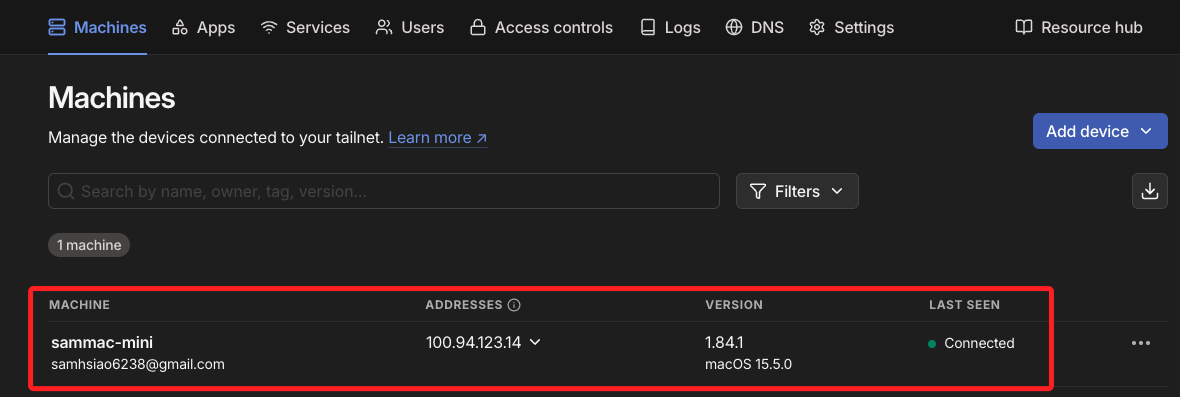 Machines Apps Services Users Access controls Logs DNS Settings Resource hub
Machines
Manage the devices connected to your tailnet. Learn more ↗
Add device
Search by name, owner, tag, version...
Filters
1 machine
MACHINE ADDRESSES VERSION LAST SEEN
sammac-mini 100.94.123.14 1.84.1 Connected
samhsiao6238@gmail.com macOS 15.5.0